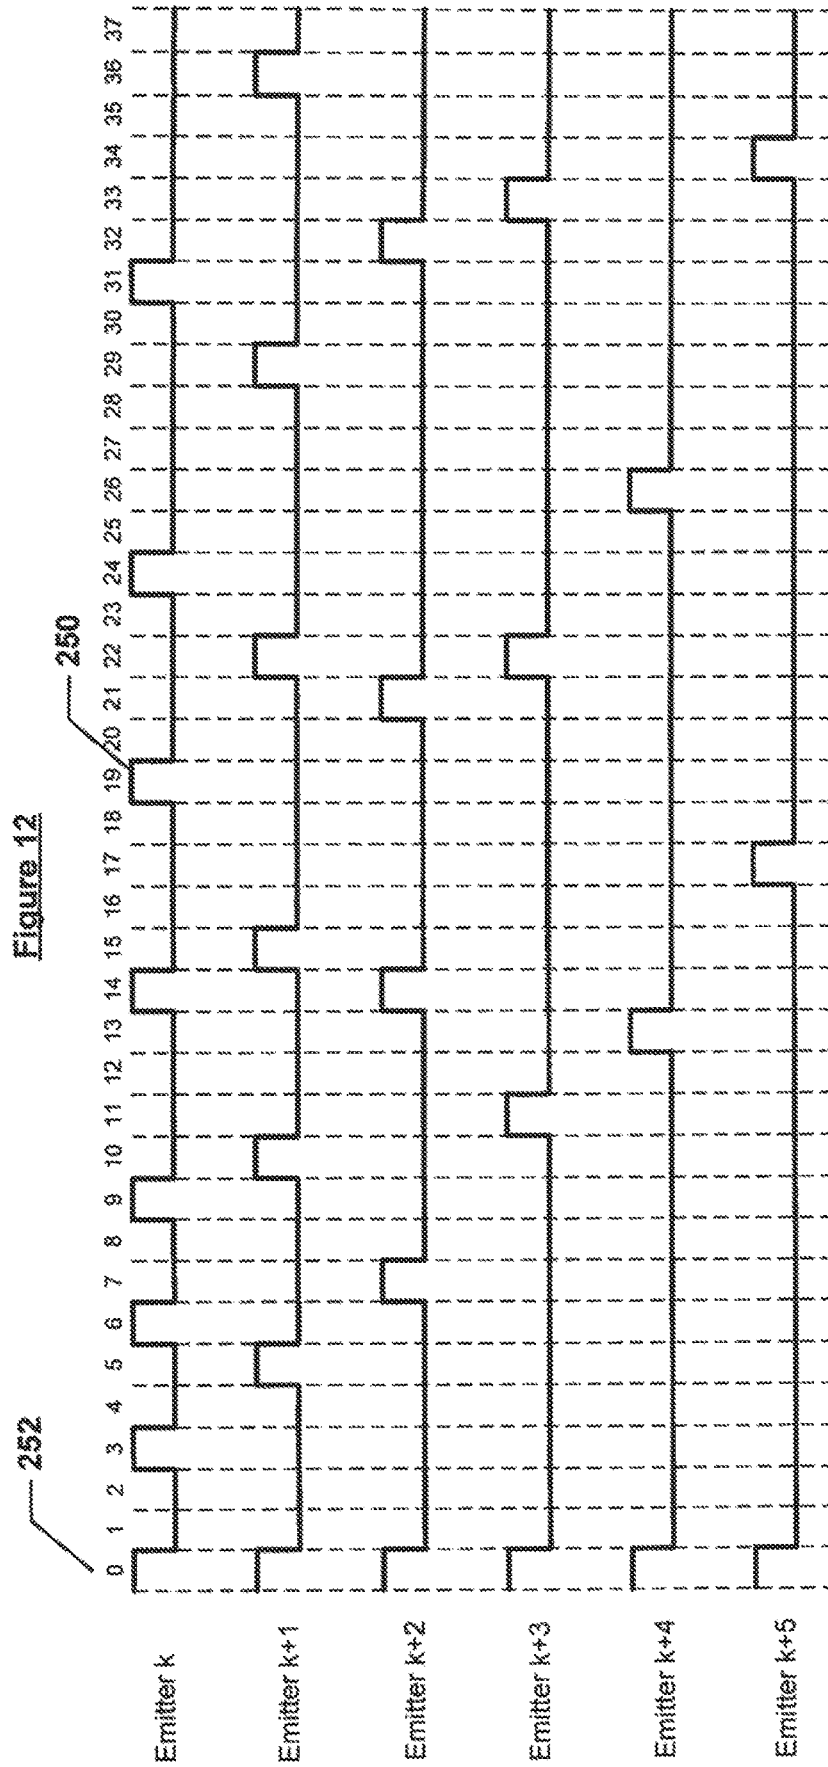 Figure 12
252
250
0 1 2 3 4 5 6 7 8 9 10 11 12 13 14 15 16 17 18 19 20 21 22 23 24 25 26 27 28 29 30 31 32 33 34 35 36 37
Emitter k
Emitter k+1
Emitter k+2
Emitter k+3
Emitter k+4
Emitter k+5